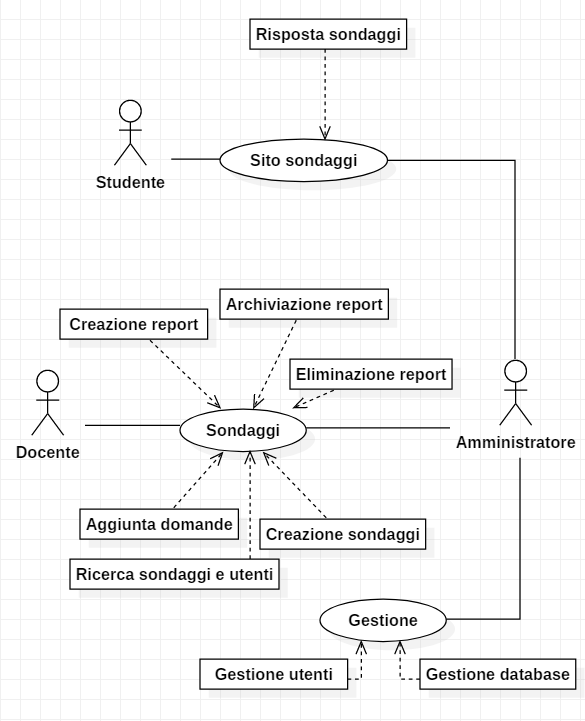 Risposta sondaggi
Sito sondaggi
Studente
Archiviazione report
Creazione report
Eliminazione report
Sondaggi
Amministratore
Docente
Aggiunta domande
Creazione sondaggi
Ricerca sondaggi e utenti
Gestione
Gestione utenti
Gestione database